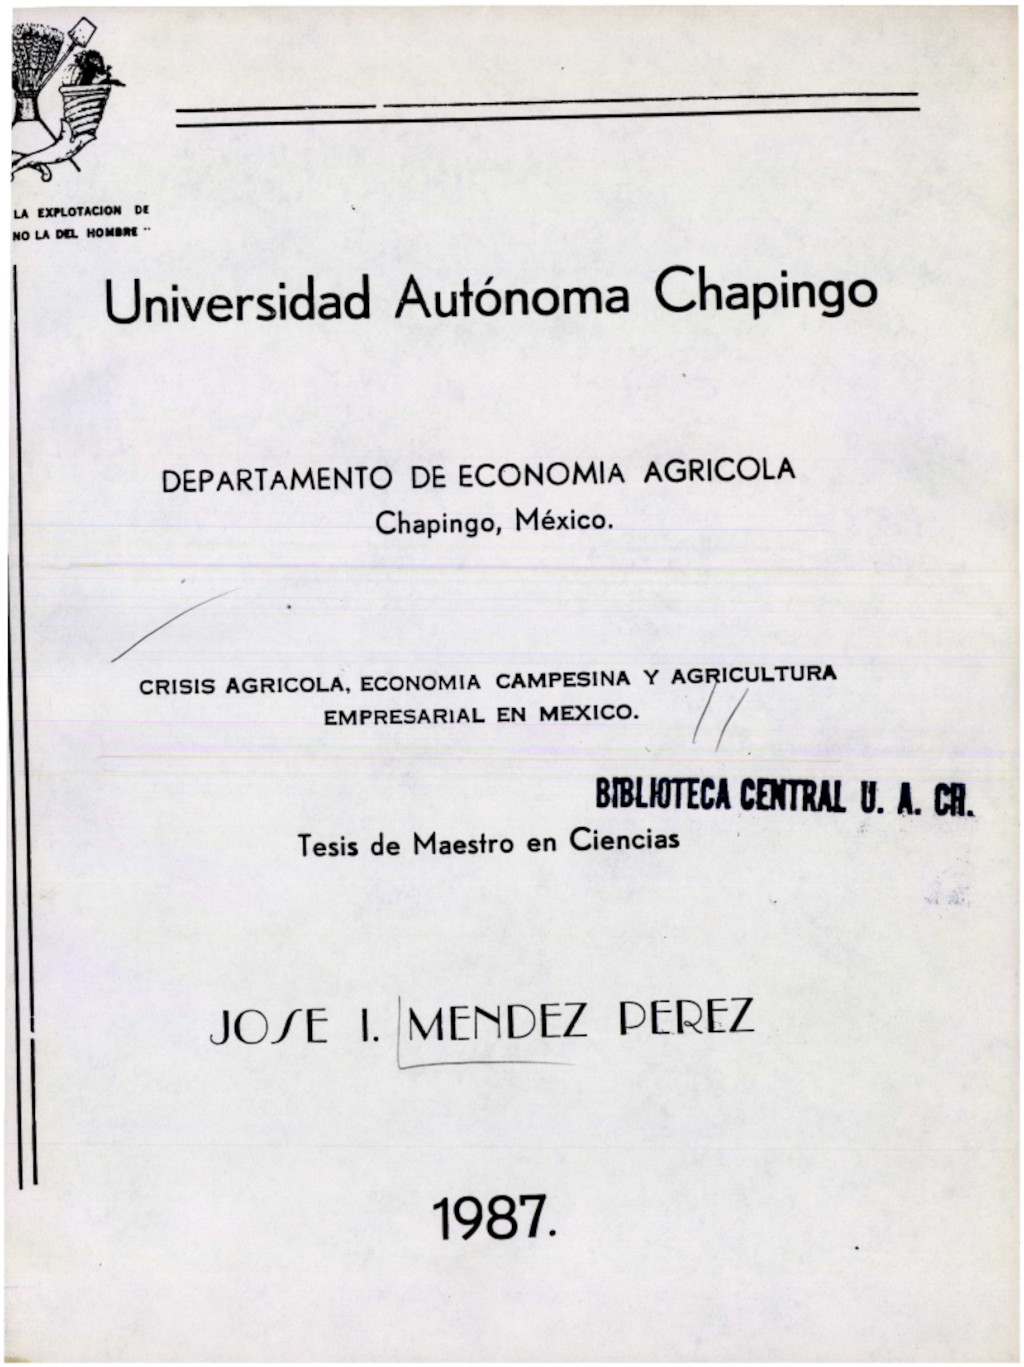 LA EXPLOTACION DE
NO LA DEL HOMBRE "
Universidad Autónoma Chapingo
DEPARTAMENTO DE ECONOMIA AGRICOLA
Chapingo, México.
CRISIS AGRICOLA, ECONOMIA CAMPESINA Y AGRICULTURA
EMPRESARIAL EN MEXICO.
BIBLIOTECA CENTRAL U. A. CH.
Tesis de Maestro en Ciencias
JOSE I. MENDEZ PEREZ
1987.